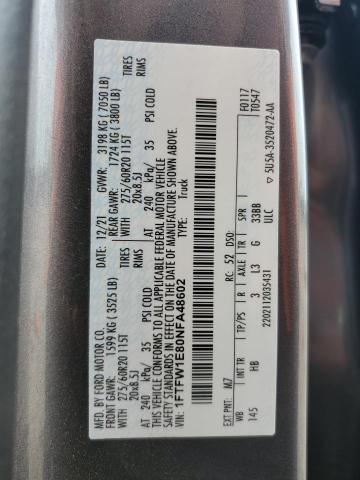 MFD. BY FORD MOTOR CO.
DATE: 12/21 GVWR: 3198 KG ( 7050 LB)
FRONT GAWR: 1599 KG ( 3525 LB) REAR GAWR: 1724 KG ( 3800 LB)
WITH 275/60R20 115T TIRES WITH 275/60R20 115T TIRES
20x8.5J RIMS 20x8.5J RIMS
AT 240 kPa/ 35 PSI COLD AT 240 kPa/ 35 PSI COLD
THIS VEHICLE CONFORMS TO ALL APPLICABLE FEDERAL MOTOR VEHICLE
SAFETY STANDARDS IN EFFECT ON THE DATE OF MANUFACTURE SHOWN ABOVE.
VIN: 1FTFW1E80NFA48602
TYPE: Truck
F0117
T0547
EXT PNT: M7 RC: 52 DSO:
WB INT TR TP/PS R AXLE TR SPR
145 HB 3 L3 G 33BB
ULC
2202112035431
▽ 5U5A-3520472-AA